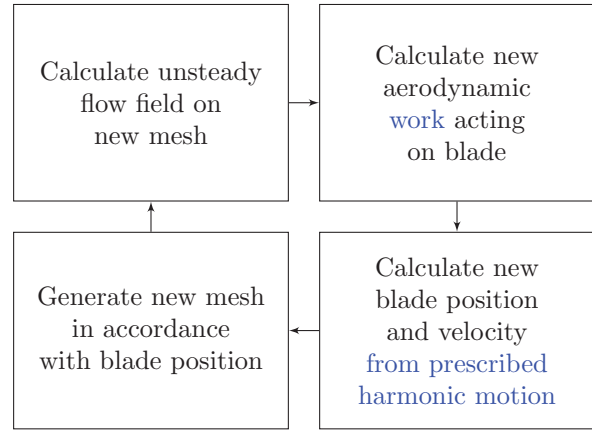 Calculate unsteady
flow field on
new mesh
Calculate new
aerodynamic
work acting
on blade
Generate new mesh
in accordance
with blade position
Calculate new
blade position
and velocity
from prescribed
harmonic motion